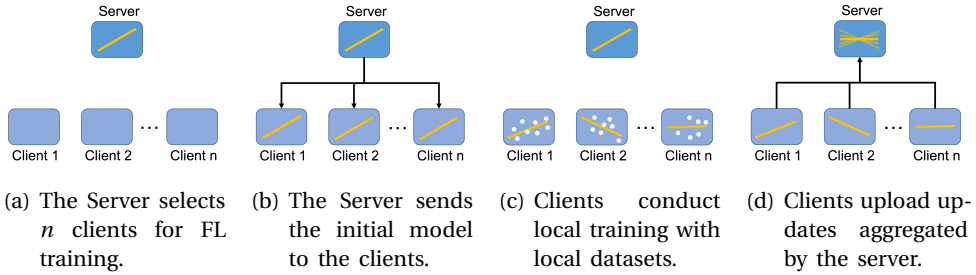 Server
Client 1 Client 2 ... Client n
(a) The Server selects
n clients for FL
training.
Server
Client 1 Client 2 ... Client n
(b) The Server sends
the initial model
to the clients.
Server
Client 1 Client 2 ... Client n
(c) Clients conduct
local training with
local datasets.
Server
Client 1 Client 2 ... Client n
(d) Clients upload up-
dates aggregated
by the server.